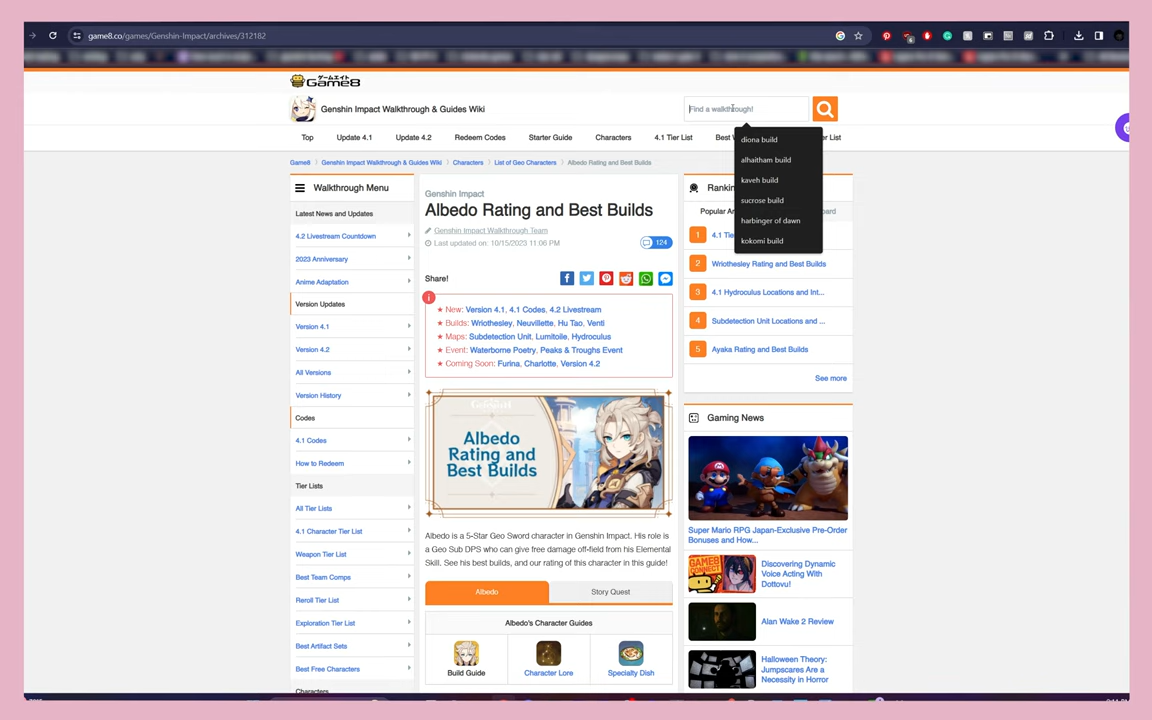 game8.co/games/Genshin-Impact/archives/312182
ゲームエイト
Game8
Genshin Impact Walkthrough & Guides Wiki
Find a walkthrough!
Top
Update 4.1
Update 4.2
Redeem Codes
Starter Guide
Characters
4.1 Tier List
Best
er List
diona build
alhaitham build
kaveh build
sucrose build
harbinger of dawn
kokomi build
Game8
Genshin Impact Walkthrough & Guides Wiki
Characters
List of Geo Characters
Albedo Rating and Best Builds
Walkthrough Menu
Latest News and Updates
4.2 Livestream Countdown
2023 Anniversary
Anime Adaptation
Version Updates
Version 4.1
Version 4.2
All Versions
Version History
Codes
4.1 Codes
How to Redeem
Tier Lists
All Tier Lists
4.1 Character Tier List
Weapon Tier List
Best Team Comps
Reroll Tier List
Exploration Tier List
Best Artifact Sets
Best Free Characters
Characters
Genshin Impact
Albedo Rating and Best Builds
Genshin Impact Walkthrough Team
Last updated on: 10/15/2023 11:06 PM
124
Share!
★ New: Version 4.1, 4.1 Codes, 4.2 Livestream
★ Builds: Wriothesley, Neuvillette, Hu Tao, Venti
★ Maps: Subdetection Unit, Lumitoile, Hydroculus
★ Event: Waterborne Poetry, Peaks & Troughs Event
★ Coming Soon: Furina, Charlotte, Version 4.2
Genshin
Albedo
Rating and
Best Builds
Albedo is a 5-Star Geo Sword character in Genshin Impact. His role is
a Geo Sub DPS who can give free damage off-field from his Elemental
Skill. See his best builds, and our rating of this character in this guide!
Albedo
Story Quest
Albedo's Character Guides
Build Guide
Character Lore
Specialty Dish
Rankin
Popular Ar
oard
1 4.1 Tie
2 Wriothesley Rating and Best Builds
3 4.1 Hydroculus Locations and Int...
4 Subdetection Unit Locations and ...
5 Ayaka Rating and Best Builds
See more
Gaming News
Super Mario RPG Japan-Exclusive Pre-Order
Bonuses and How...
GAME8
CONNECT
Discovering Dynamic
Voice Acting With
Dottovu!
Alan Wake 2 Review
Halloween Theory:
Jumpscares Are a
Necessity in Horror